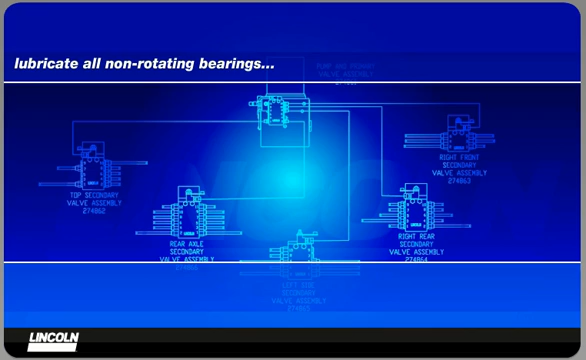 lubricate all non-rotating bearings...
PUMP AND PRIMARY
VALVE ASSEMBLY
RIGHT FRONT
SECONDARY
VALVE ASSEMBLY
274863
TOP SECONDARY
VALVE ASSEMBLY
274862
RIGHT REAR
SECONDARY
VALVE ASSEMBLY
274864
REAR AXLE
SECONDARY
VALVE ASSEMBLY
LEFT SIDE
SECONDARY
VALVE ASSEMBLY
LINCOLN